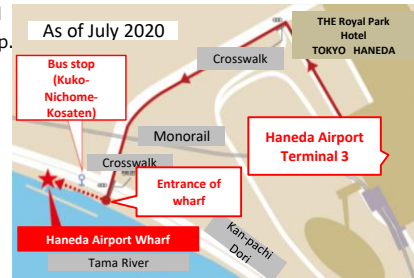 p.
As of July 2020
THE Royal Park
Hotel
TOKYO HANEDA
Crosswalk
Bus stop
(Kuko-
Nichome-
Kosaten)
Monorail
Haneda Airport
Terminal 3
Crosswalk
Entrance of
wharf
Kan-pachi
Dori
Haneda Airport Wharf
Tama River